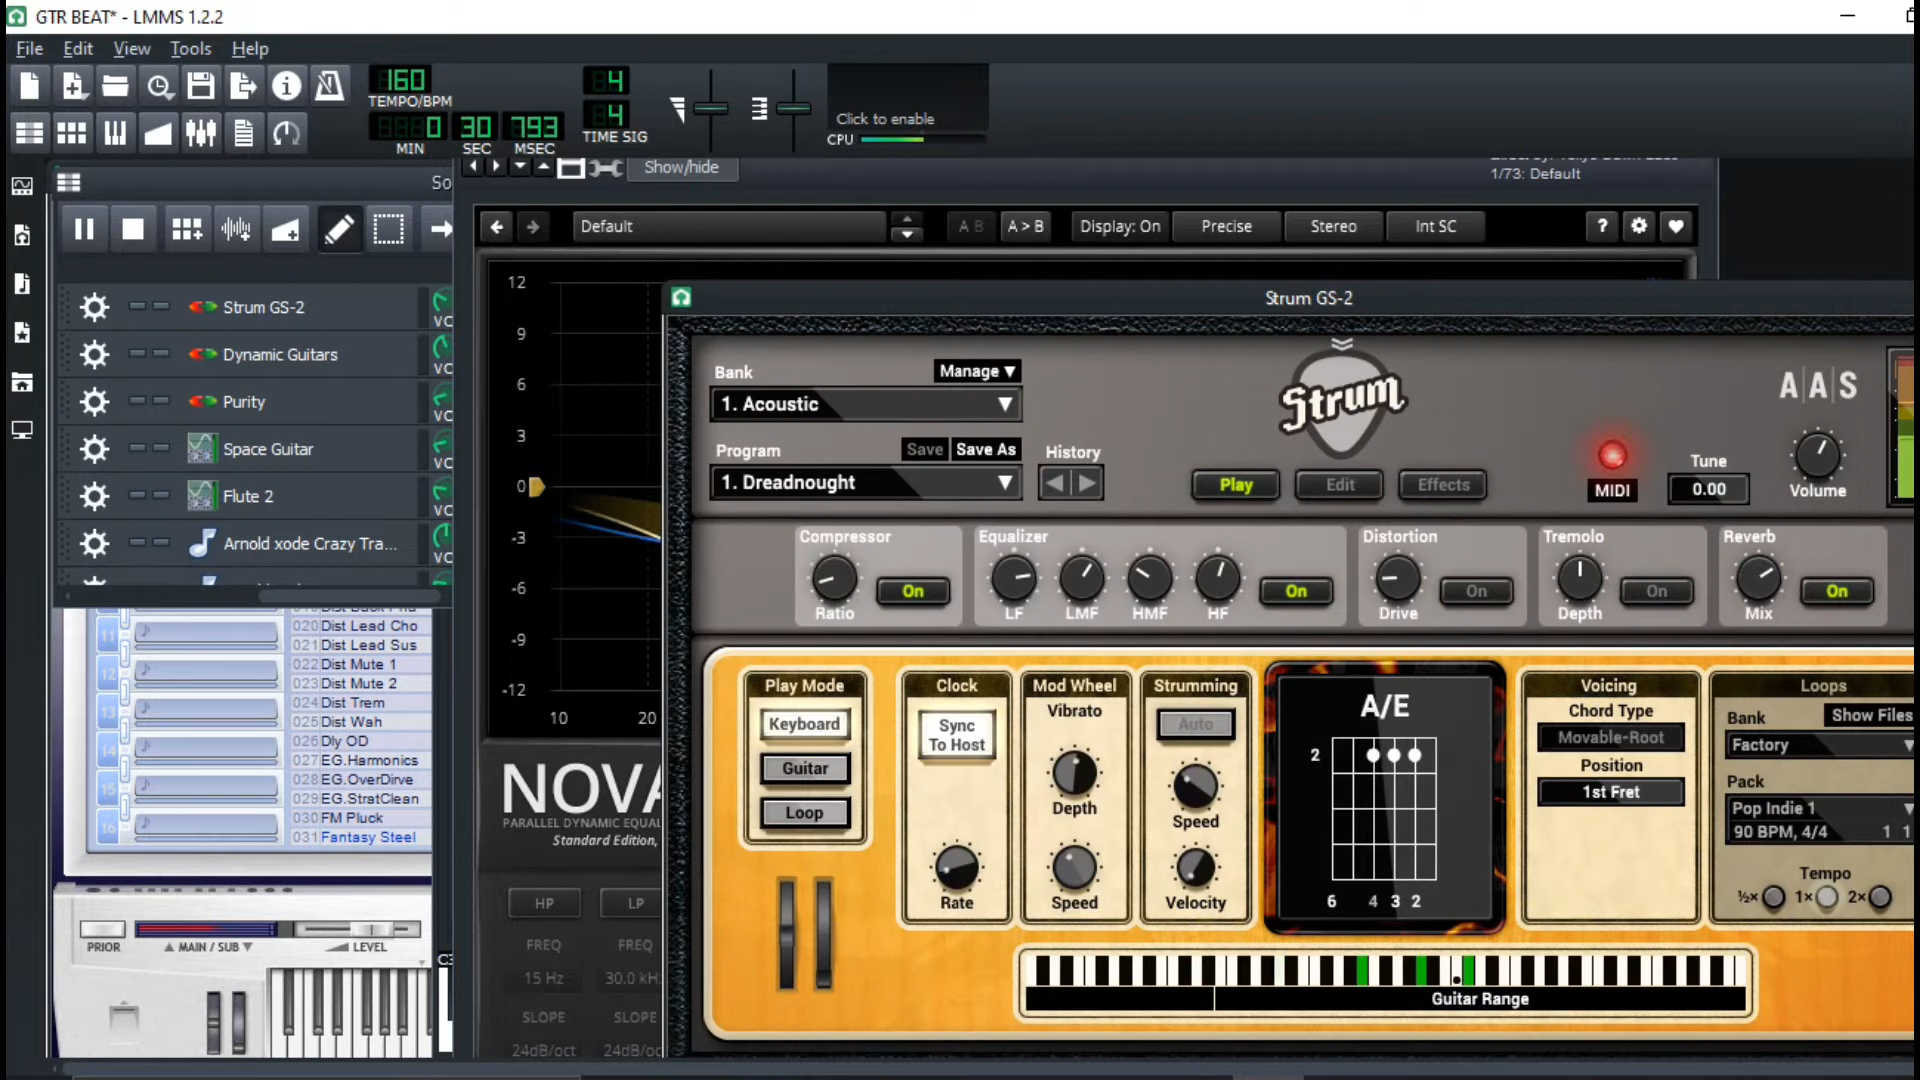 GTR BEAT* - LMMS 1.2.2
File Edit View Tools Help
160
TEMPO/BPM
0 30 793
MIN SEC MSEC
4
4
TIME SIG
Click to enable
CPU
So
Show/hide
1/73: Default
Default
A B
A > B
Display: On
Precise
Stereo
Int SC
?
Strum GS-2
Dynamic Guitars
Purity
Space Guitar
Flute 2
Arnold xode Crazy Tra...
VO
12
9
6
3
0
-3
-6
-9
-12
10 20
Strum GS-2
Bank
Manage
1. Acoustic
Program
Save
Save As
1. Dreadnought
History
Strum
Play
Edit
Effects
MIDI
Tune
0.00
A|A|S
Volume
Compressor
Ratio
On
Equalizer
LF LMF HMF HF
On
Distortion
Drive
On
Tremolo
Depth
On
Reverb
Mix
On
Play Mode
Keyboard
Guitar
Loop
Clock
Sync
To Host
Rate
Mod Wheel
Vibrato
Depth
Speed
Strumming
Auto
Speed
Velocity
A/E
2
6 4 3 2
Voicing
Chord Type
Movable-Root
Position
1st Fret
Loops
Bank
Show Files
Factory
Pack
Pop Indie 1
90 BPM, 4/4 1 1
Tempo
½× 1× 2×
Guitar Range
11
12
13
14
15
16
020 Dist Lead Cho
021 Dist Lead Sus
022 Dist Mute 1
023 Dist Mute 2
024 Dist Trem
025 Dist Wah
026 Dly OD
027 EG.Harmonics
028 EG.OverDirve
029 EG.StratClean
030 FM Pluck
031 Fantasy Steel
PRIOR
MAIN / SUB
LEVEL
NOVA
PARALLEL DYNAMIC EQUAL
Standard Edition,
HP LP
FREQ FREQ
15 Hz 30.0 kHz
SLOPE SLOPE
24dB/oct 24dB/oc